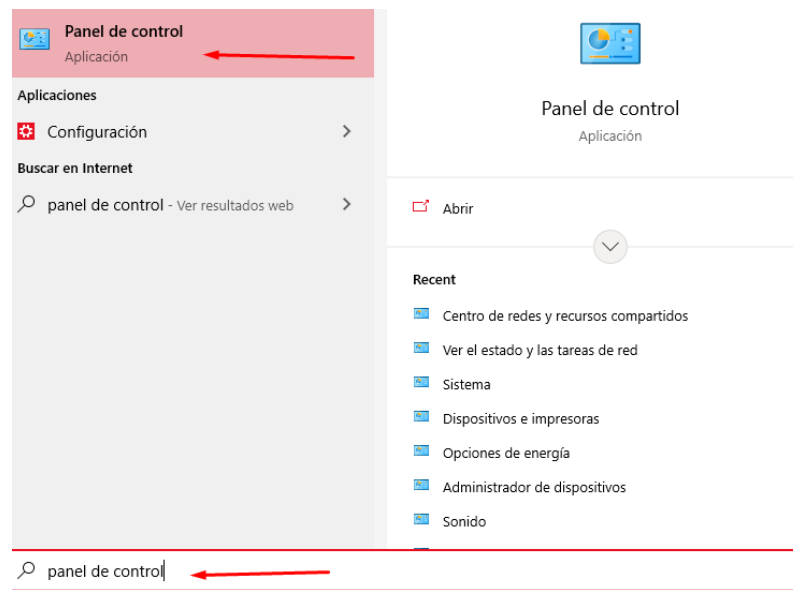 Panel de control
Aplicación
Aplicaciones
Configuración
Buscar en Internet
panel de control - Ver resultados web
Panel de control
Aplicación
Abrir
Recent
Centro de redes y recursos compartidos
Ver el estado y las tareas de red
Sistema
Dispositivos e impresoras
Opciones de energía
Administrador de dispositivos
Sonido
panel de control